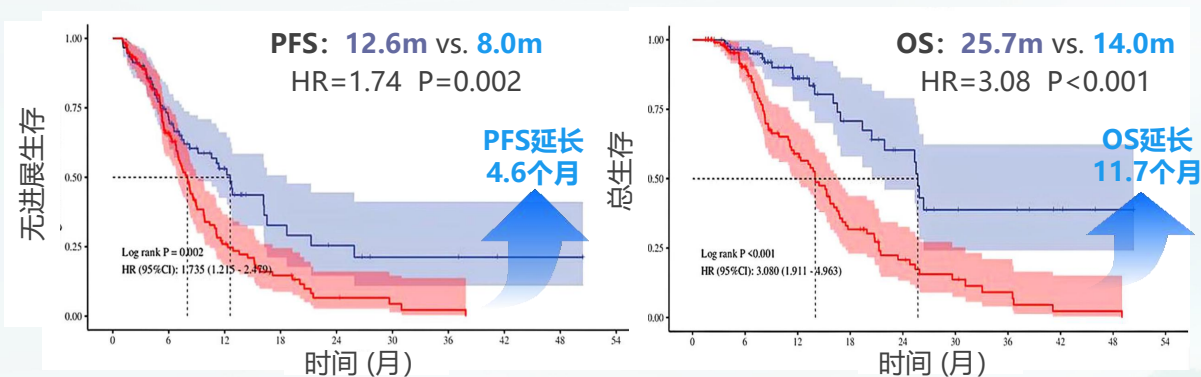 PFS：12.6m vs. 8.0m
HR=1.74 P=0.002
无进展生存
1.00
0.75
0.50
0.25
0.00
PFS延长
4.6个月
Log rank P = 0.002
HR (95%CI): 1.735 (1.215 - 2.479)
0 6 12 18 24 30 36 42 48 54
时间 (月)
OS：25.7m vs. 14.0m
HR=3.08 P<0.001
总生存
1.00
0.75
0.50
0.25
0.00
OS延长
11.7个月
Log rank P <0.001
HR (95%CI): 3.080 (1.911 - 4.963)
0 6 12 18 24 30 36 42 48 54
时间 (月)